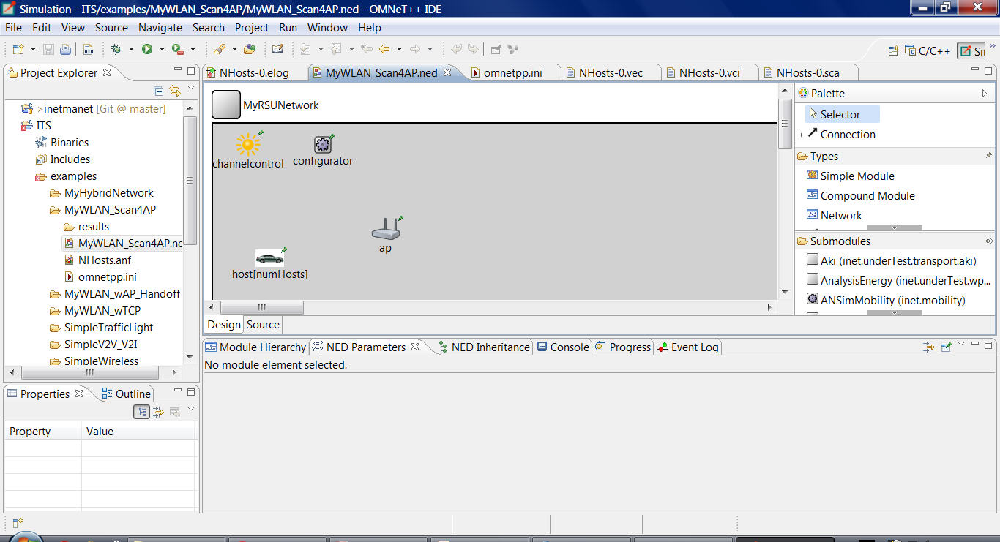 Simulation - ITS/examples/MyWLAN_Scan4AP/MyWLAN_Scan4AP.ned - OMNeT++ IDE
File Edit View Source Navigate Search Project Run Window Help
010
C/C++
Project Explorer
>inetmanet [Git @ master]
ITS
Binaries
Includes
examples
MyHybridNetwork
MyWLAN_Scan4AP
results
MyWLAN_Scan4AP.ne
NHosts.anf
omnetpp.ini
MyWLAN_wAP_Handoff
MyWLAN_wTCP
SimpleTrafficLight
SimpleV2V_V2I
SimpleWireless
Properties Outline
Property Value
NHosts-0.elog MyWLAN_Scan4AP.ned omnetpp.ini NHosts-0.vec NHosts-0.vci NHosts-0.sca
MyRSUNetwork
channelcontrol
configurator
ap
host[numHosts]
Design Source
Palette
Selector
Connection
Types
Simple Module
Compound Module
Network
Submodules
Aki (inet.underTest.transport.aki)
AnalysisEnergy (inet.underTest.wp...
ANSimMobility (inet.mobility)
Module Hierarchy NED Parameters NED Inheritance Console Progress Event Log
No module element selected.